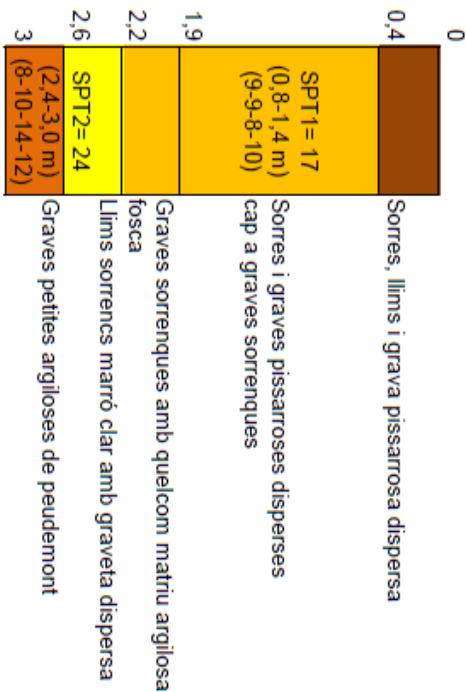 0
0,4
1,9
2,2
2,6
3
SPT1= 17
(0,8-1,4 m)
(9-9-8-10)
SPT2= 24
(2,4-3,0 m)
(8-10-14-12)
Sorres, llims i grava pissarrosa dispersa
Sorres i graves pissarroses disperses
cap a graves sorrenques
Graves sorrenques amb quelcom matriu argilosa
fosca
Llims sorrencs marró clar amb graveta dispersa
Graves petites argiloses de peudemont